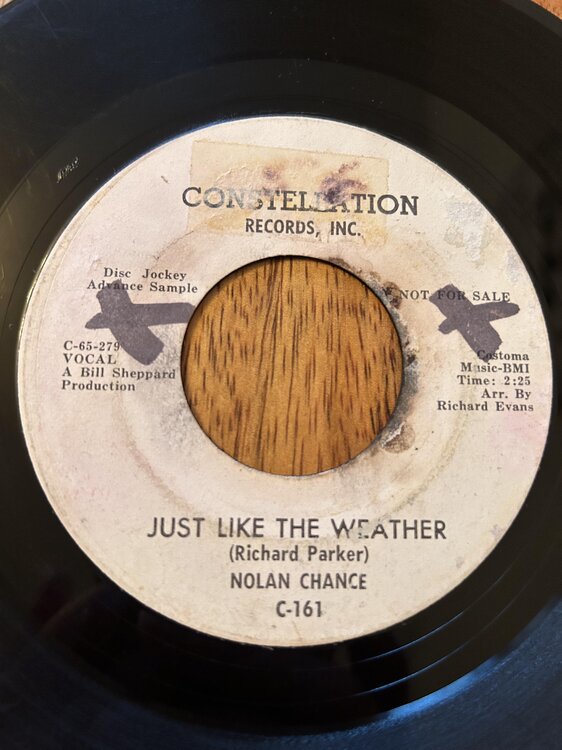 CONSTELLATION
RECORDS, INC.
Disc Jockey
Advance Sample
NOT FOR SALE
C-65-279
VOCAL
A Bill Sheppard
Production
Costoma
Music-BMI
Time: 2:25
Arr. By
Richard Evans
JUST LIKE THE WEATHER
(Richard Parker)
NOLAN CHANCE
C-161